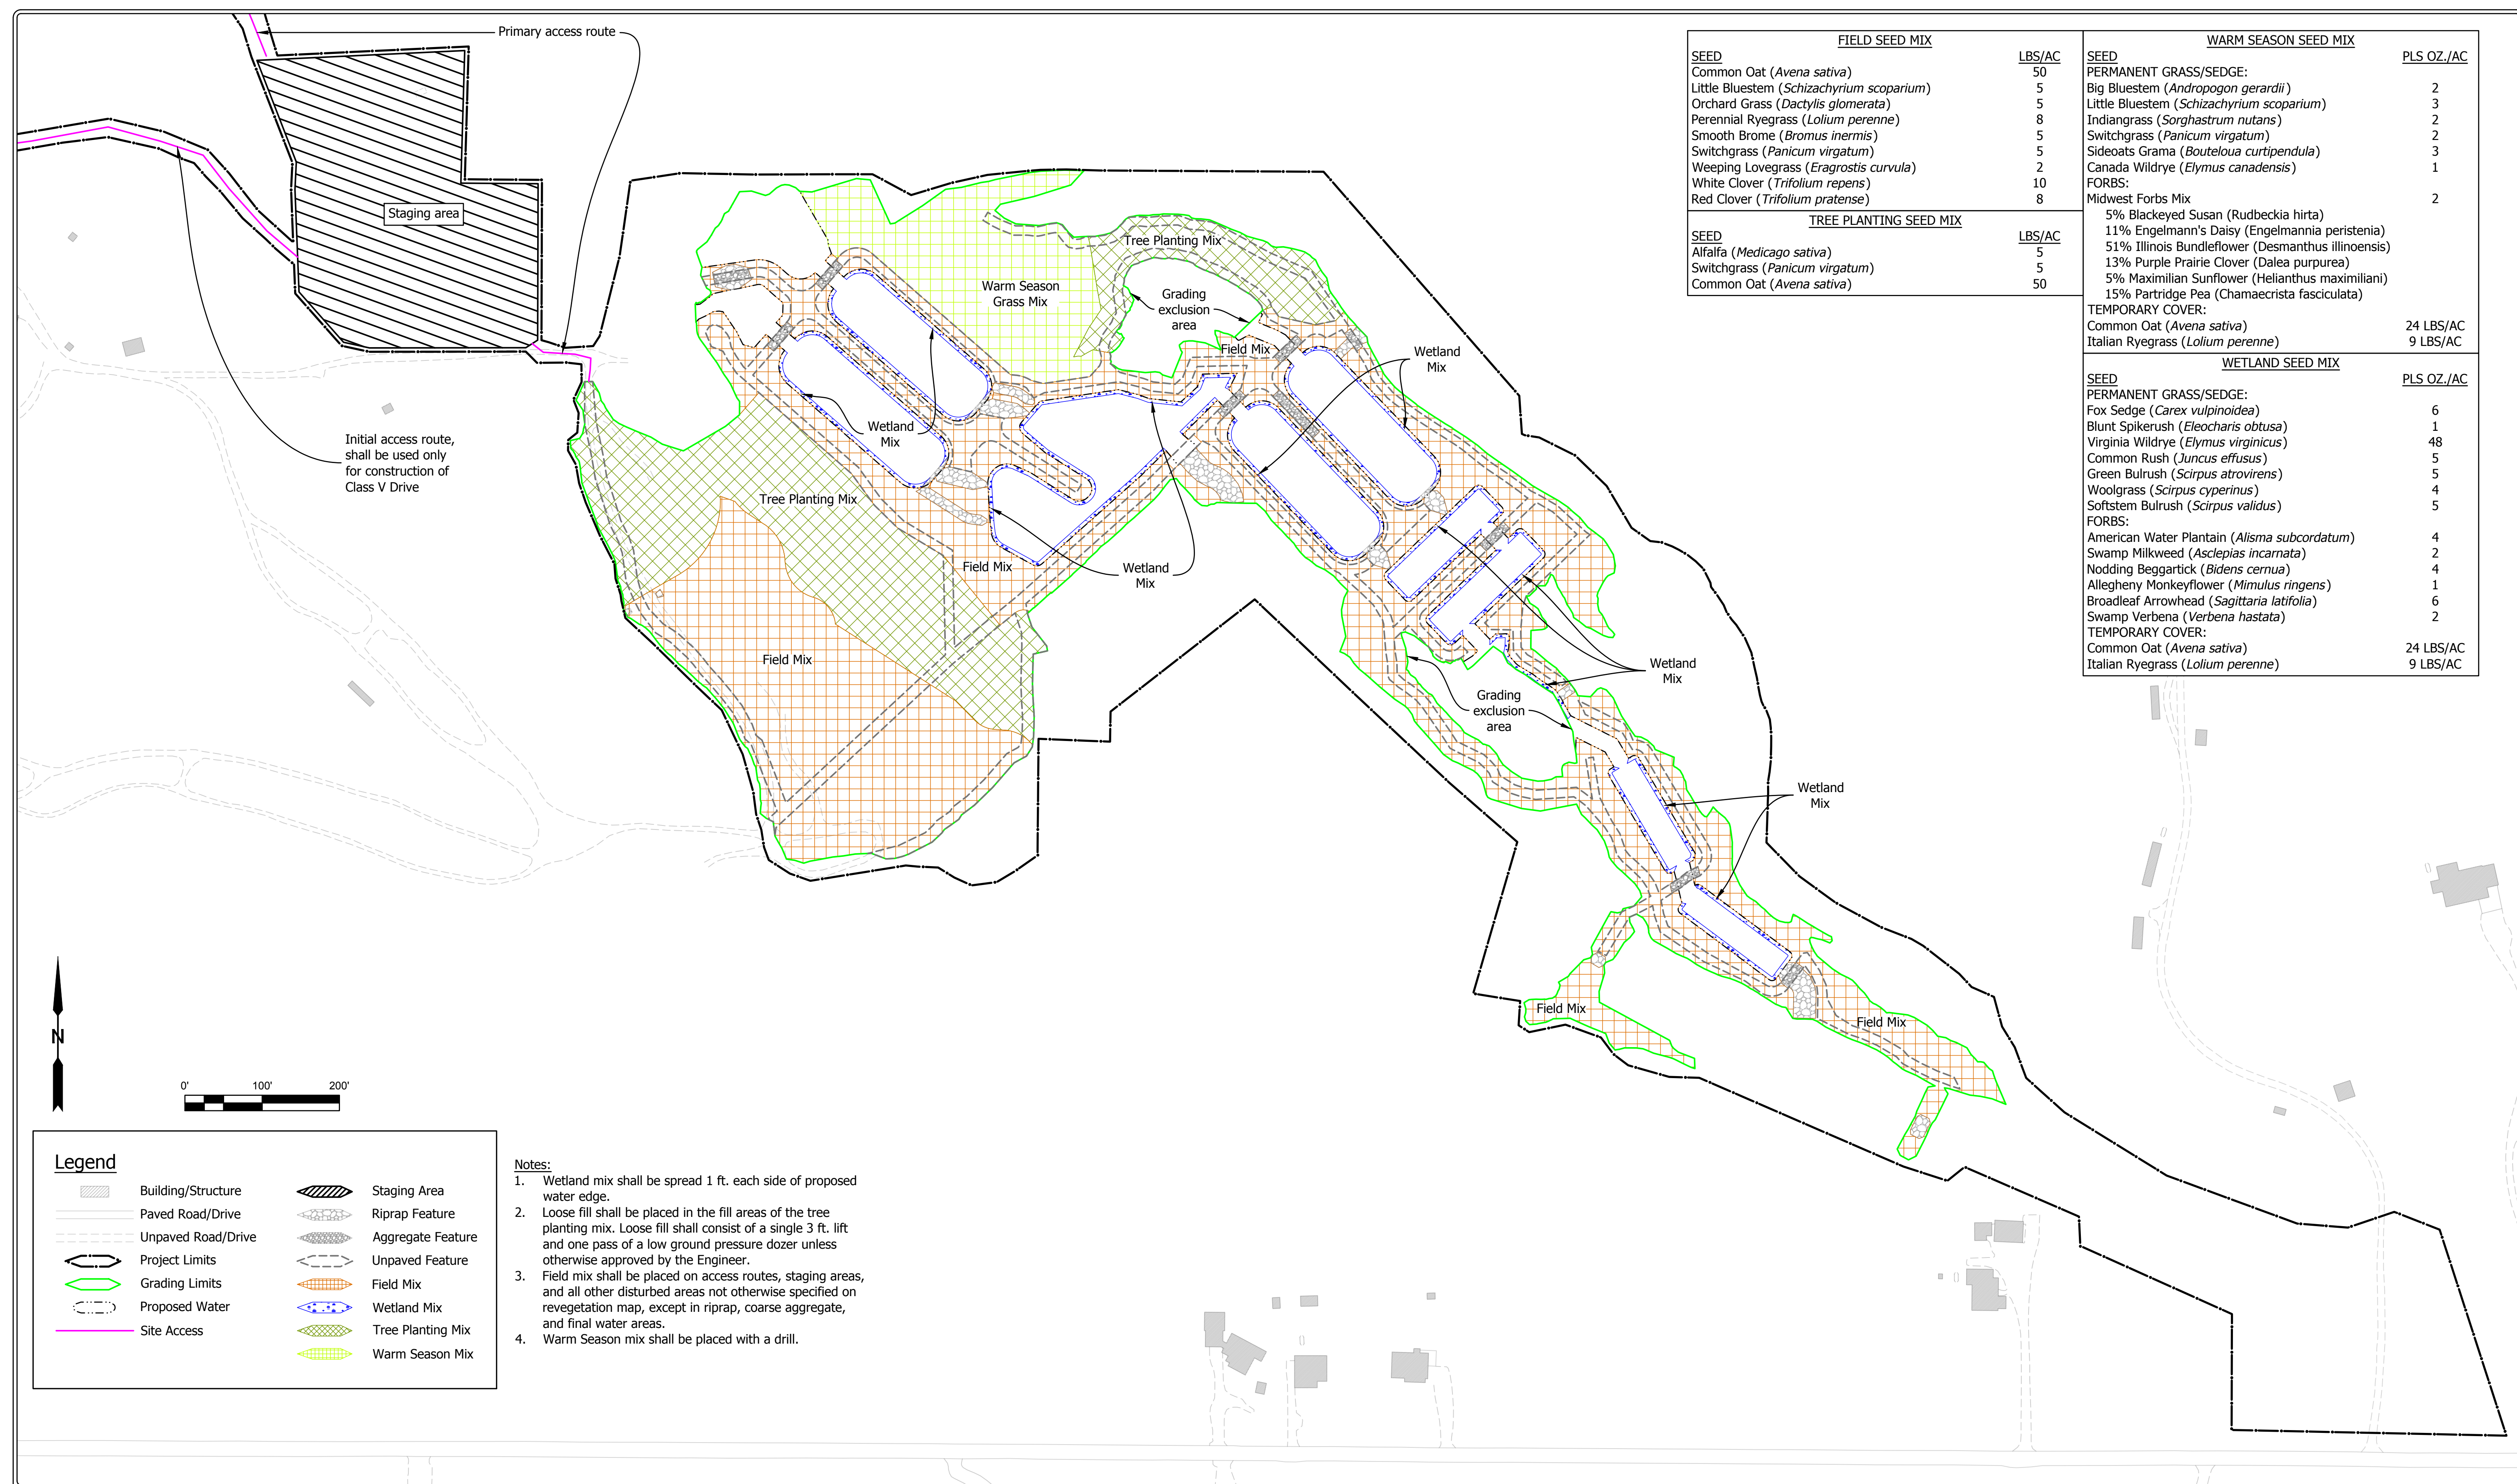 Primary access route
Staging area
Initial access route,
shall be used only
for construction of
Class V Drive
Warm Season
Grass Mix
Tree Planting Mix
Grading
exclusion
area
Field Mix
Wetland
Mix
Wetland
Mix
Tree Planting Mix
Field Mix
Wetland
Mix
Field Mix
Wetland
Mix
Grading
exclusion
area
Wetland
Mix
Field Mix
Field Mix
FIELD SEED MIX
SEED LBS/AC
Common Oat (Avena sativa) 50
Little Bluestem (Schizachyrium scoparium) 5
Orchard Grass (Dactylis glomerata) 5
Perennial Ryegrass (Lolium perenne) 8
Smooth Brome (Bromus inermis) 5
Switchgrass (Panicum virgatum) 5
Weeping Lovegrass (Eragrostis curvula) 2
White Clover (Trifolium repens) 10
Red Clover (Trifolium pratense) 8
TREE PLANTING SEED MIX
SEED LBS/AC
Alfalfa (Medicago sativa) 5
Switchgrass (Panicum virgatum) 5
Common Oat (Avena sativa) 50
WARM SEASON SEED MIX
SEED PLS OZ./AC
PERMANENT GRASS/SEDGE:
Big Bluestem (Andropogon gerardii) 2
Little Bluestem (Schizachyrium scoparium) 3
Indiangrass (Sorghastrum nutans) 2
Switchgrass (Panicum virgatum) 2
Sideoats Grama (Bouteloua curtipendula) 3
Canada Wildrye (Elymus canadensis) 1
FORBS:
Midwest Forbs Mix 2
5% Blackeyed Susan (Rudbeckia hirta)
11% Engelmann's Daisy (Engelmannia peristenia)
51% Illinois Bundleflower (Desmanthus illinoensis)
13% Purple Prairie Clover (Dalea purpurea)
5% Maximilian Sunflower (Helianthus maximiliani)
15% Partridge Pea (Chamaecrista fasciculata)
TEMPORARY COVER:
Common Oat (Avena sativa) 24 LBS/AC
Italian Ryegrass (Lolium perenne) 9 LBS/AC
WETLAND SEED MIX
SEED PLS OZ./AC
PERMANENT GRASS/SEDGE:
Fox Sedge (Carex vulpinoidea) 6
Blunt Spikerush (Eleocharis obtusa) 1
Virginia Wildrye (Elymus virginicus) 48
Common Rush (Juncus effusus) 5
Green Bulrush (Scirpus atrovirens) 5
Woolgrass (Scirpus cyperinus) 4
Softstem Bulrush (Scirpus validus) 5
FORBS:
American Water Plantain (Alisma subcordatum) 4
Swamp Milkweed (Asclepias incarnata) 2
Nodding Beggartick (Bidens cernua) 4
Allegheny Monkeyflower (Mimulus ringens) 1
Broadleaf Arrowhead (Sagittaria latifolia) 6
Swamp Verbena (Verbena hastata) 2
TEMPORARY COVER:
Common Oat (Avena sativa) 24 LBS/AC
Italian Ryegrass (Lolium perenne) 9 LBS/AC
N
0' 100' 200'
Legend
Building/Structure
Paved Road/Drive
Unpaved Road/Drive
Project Limits
Grading Limits
Proposed Water
Site Access
Staging Area
Riprap Feature
Aggregate Feature
Unpaved Feature
Field Mix
Wetland Mix
Tree Planting Mix
Warm Season Mix
Notes:
1. Wetland mix shall be spread 1 ft. each side of proposed
water edge.
2. Loose fill shall be placed in the fill areas of the tree
planting mix. Loose fill shall consist of a single 3 ft. lift
and one pass of a low ground pressure dozer unless
otherwise approved by the Engineer.
3. Field mix shall be placed on access routes, staging areas,
and all other disturbed areas not otherwise specified on
revegetation map, except in riprap, coarse aggregate,
and final water areas.
4. Warm Season mix shall be placed with a drill.